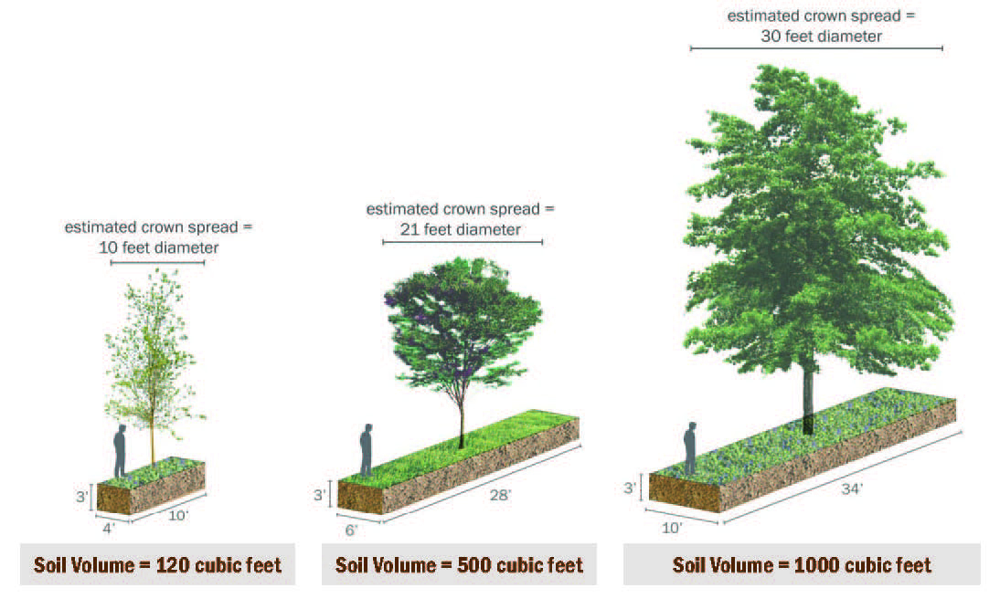 estimated crown spread =
10 feet diameter
3'
4'
10'
Soil Volume = 120 cubic feet
estimated crown spread =
21 feet diameter
3'
6'
28'
Soil Volume = 500 cubic feet
estimated crown spread =
30 feet diameter
3'
10'
34'
Soil Volume = 1000 cubic feet